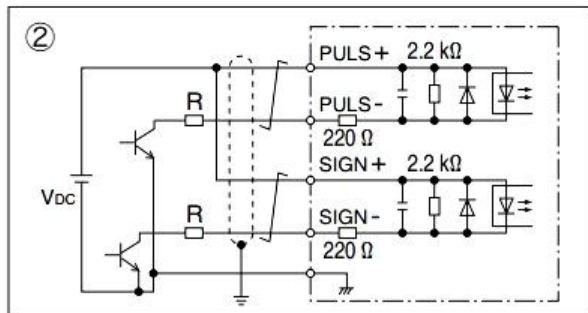 ②
PULS+ 2.2 kΩ
R PULS-
220 Ω
SIGN+ 2.2 kΩ
VDC
R SIGN-
220 Ω